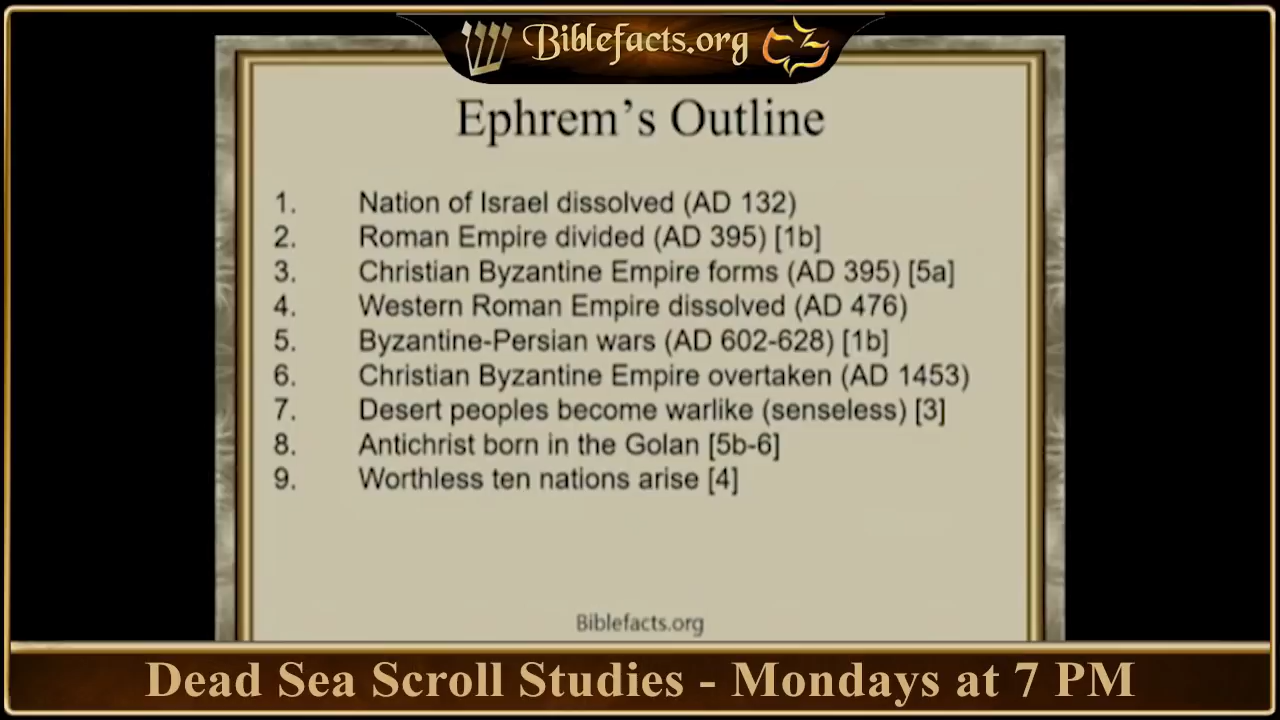 Biblefacts.org
Ephrem's Outline
1. Nation of Israel dissolved (AD 132)
2. Roman Empire divided (AD 395) [1b]
3. Christian Byzantine Empire forms (AD 395) [5a]
4. Western Roman Empire dissolved (AD 476)
5. Byzantine-Persian wars (AD 602-628) [1b]
6. Christian Byzantine Empire overtaken (AD 1453)
7. Desert peoples become warlike (senseless) [3]
8. Antichrist born in the Golan [5b-6]
9. Worthless ten nations arise [4]
Biblefacts.org
Dead Sea Scroll Studies - Mondays at 7 PM